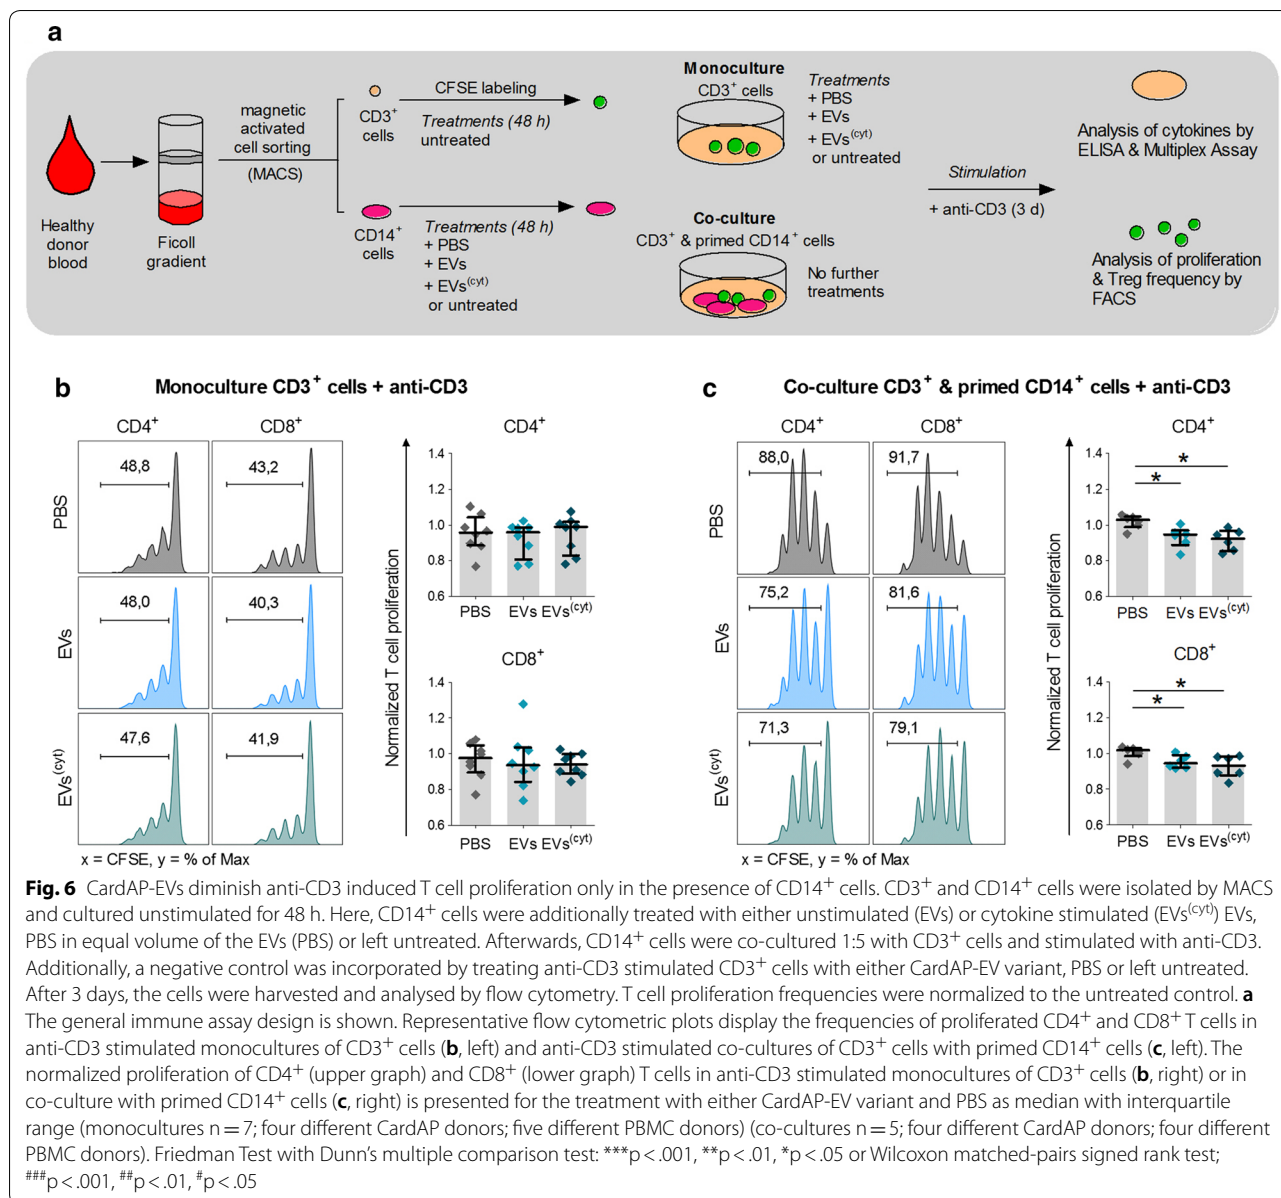 a
Healthy
donor
blood
Ficoll
gradient
magnetic
activated
cell sorting
(MACS)
CD3⁺
cells
CFSE labeling
Treatments (48 h)
untreated
CD14⁺
cells
Treatments (48 h)
+ PBS
+ EVs
+ EVs⁽ᶜʸᵗ⁾
or untreated
Monoculture
CD3⁺ cells
Treatments
+ PBS
+ EVs
+ EVs⁽ᶜʸᵗ⁾
or untreated
Co-culture
CD3⁺ & primed CD14⁺ cells
No further
treatments
Stimulation
+ anti-CD3 (3 d)
Analysis of cytokines by
ELISA & Multiplex Assay
Analysis of proliferation
& Treg frequency by
FACS
b
Monoculture CD3⁺ cells + anti-CD3
CD4⁺
CD8⁺
PBS
48,8
43,2
EVs
48,0
40,3
EVs⁽ᶜʸᵗ⁾
47,6
41,9
x = CFSE, y = % of Max
Normalized T cell proliferation
CD4⁺
1.4
1.2
1.0
0.8
0.6
PBS EVs EVs⁽ᶜʸᵗ⁾
CD8⁺
1.4
1.2
1.0
0.8
0.6
PBS EVs EVs⁽ᶜʸᵗ⁾
c
Co-culture CD3⁺ & primed CD14⁺ cells + anti-CD3
CD4⁺
CD8⁺
PBS
88,0
91,7
EVs
75,2
81,6
EVs⁽ᶜʸᵗ⁾
71,3
79,1
x = CFSE, y = % of Max
Normalized T cell proliferation
CD4⁺
1.4
1.2
1.0
0.8
0.6
*
*
PBS EVs EVs⁽ᶜʸᵗ⁾
CD8⁺
1.4
1.2
1.0
0.8
0.6
*
*
PBS EVs EVs⁽ᶜʸᵗ⁾
Fig. 6 CardAP-EVs diminish anti-CD3 induced T cell proliferation only in the presence of CD14⁺ cells. CD3⁺ and CD14⁺ cells were isolated by MACS
and cultured unstimulated for 48 h. Here, CD14⁺ cells were additionally treated with either unstimulated (EVs) or cytokine stimulated (EVs⁽ᶜʸᵗ⁾) EVs,
PBS in equal volume of the EVs (PBS) or left untreated. Afterwards, CD14⁺ cells were co-cultured 1:5 with CD3⁺ cells and stimulated with anti-CD3.
Additionally, a negative control was incorporated by treating anti-CD3 stimulated CD3⁺ cells with either CardAP-EV variant, PBS or left untreated.
After 3 days, the cells were harvested and analysed by flow cytometry. T cell proliferation frequencies were normalized to the untreated control. a
The general immune assay design is shown. Representative flow cytometric plots display the frequencies of proliferated CD4⁺ and CD8⁺ T cells in
anti-CD3 stimulated monocultures of CD3⁺ cells (b, left) and anti-CD3 stimulated co-cultures of CD3⁺ cells with primed CD14⁺ cells (c, left). The
normalized proliferation of CD4⁺ (upper graph) and CD8⁺ (lower graph) T cells in anti-CD3 stimulated monocultures of CD3⁺ cells (b, right) or in
co-culture with primed CD14⁺ cells (c, right) is presented for the treatment with either CardAP-EV variant and PBS as median with interquartile
range (monocultures n = 7; four different CardAP donors; five different PBMC donors) (co-cultures n = 5; four different CardAP donors; four different
PBMC donors). Friedman Test with Dunn's multiple comparison test: ***p < .001, **p < .01, *p < .05 or Wilcoxon matched-pairs signed rank test;
###p < .001, ##p < .01, #p < .05